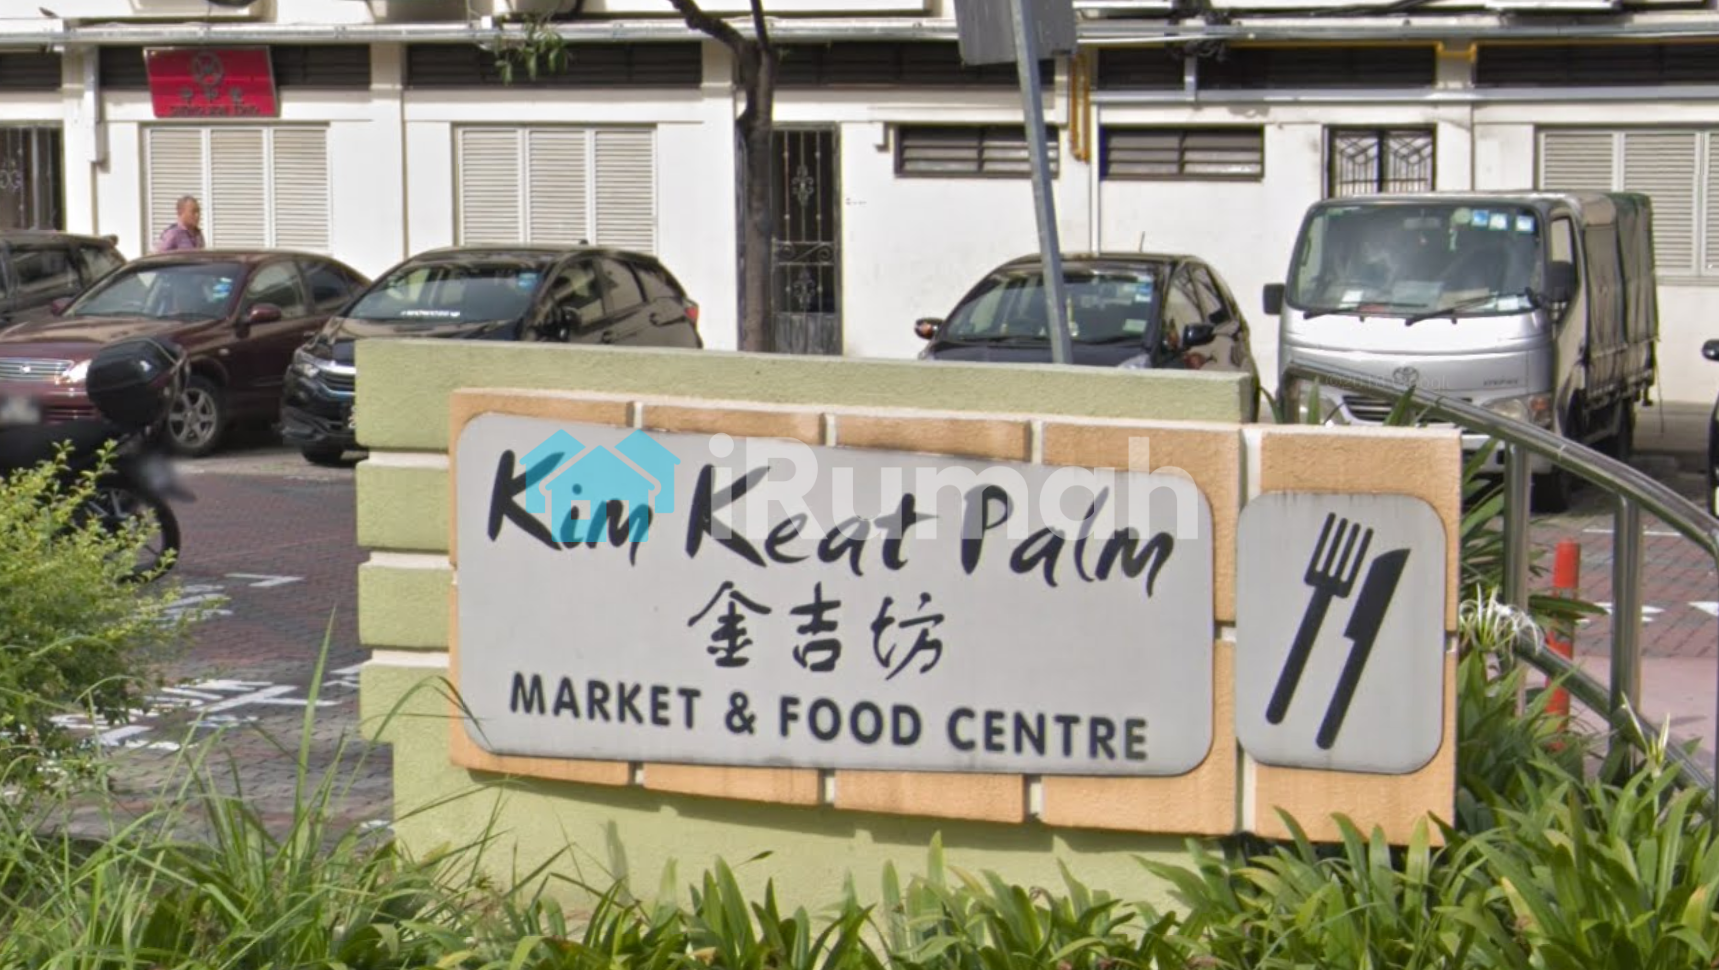 Kim Keat Palm
金吉坊
MARKET & FOOD CENTRE
iRumah